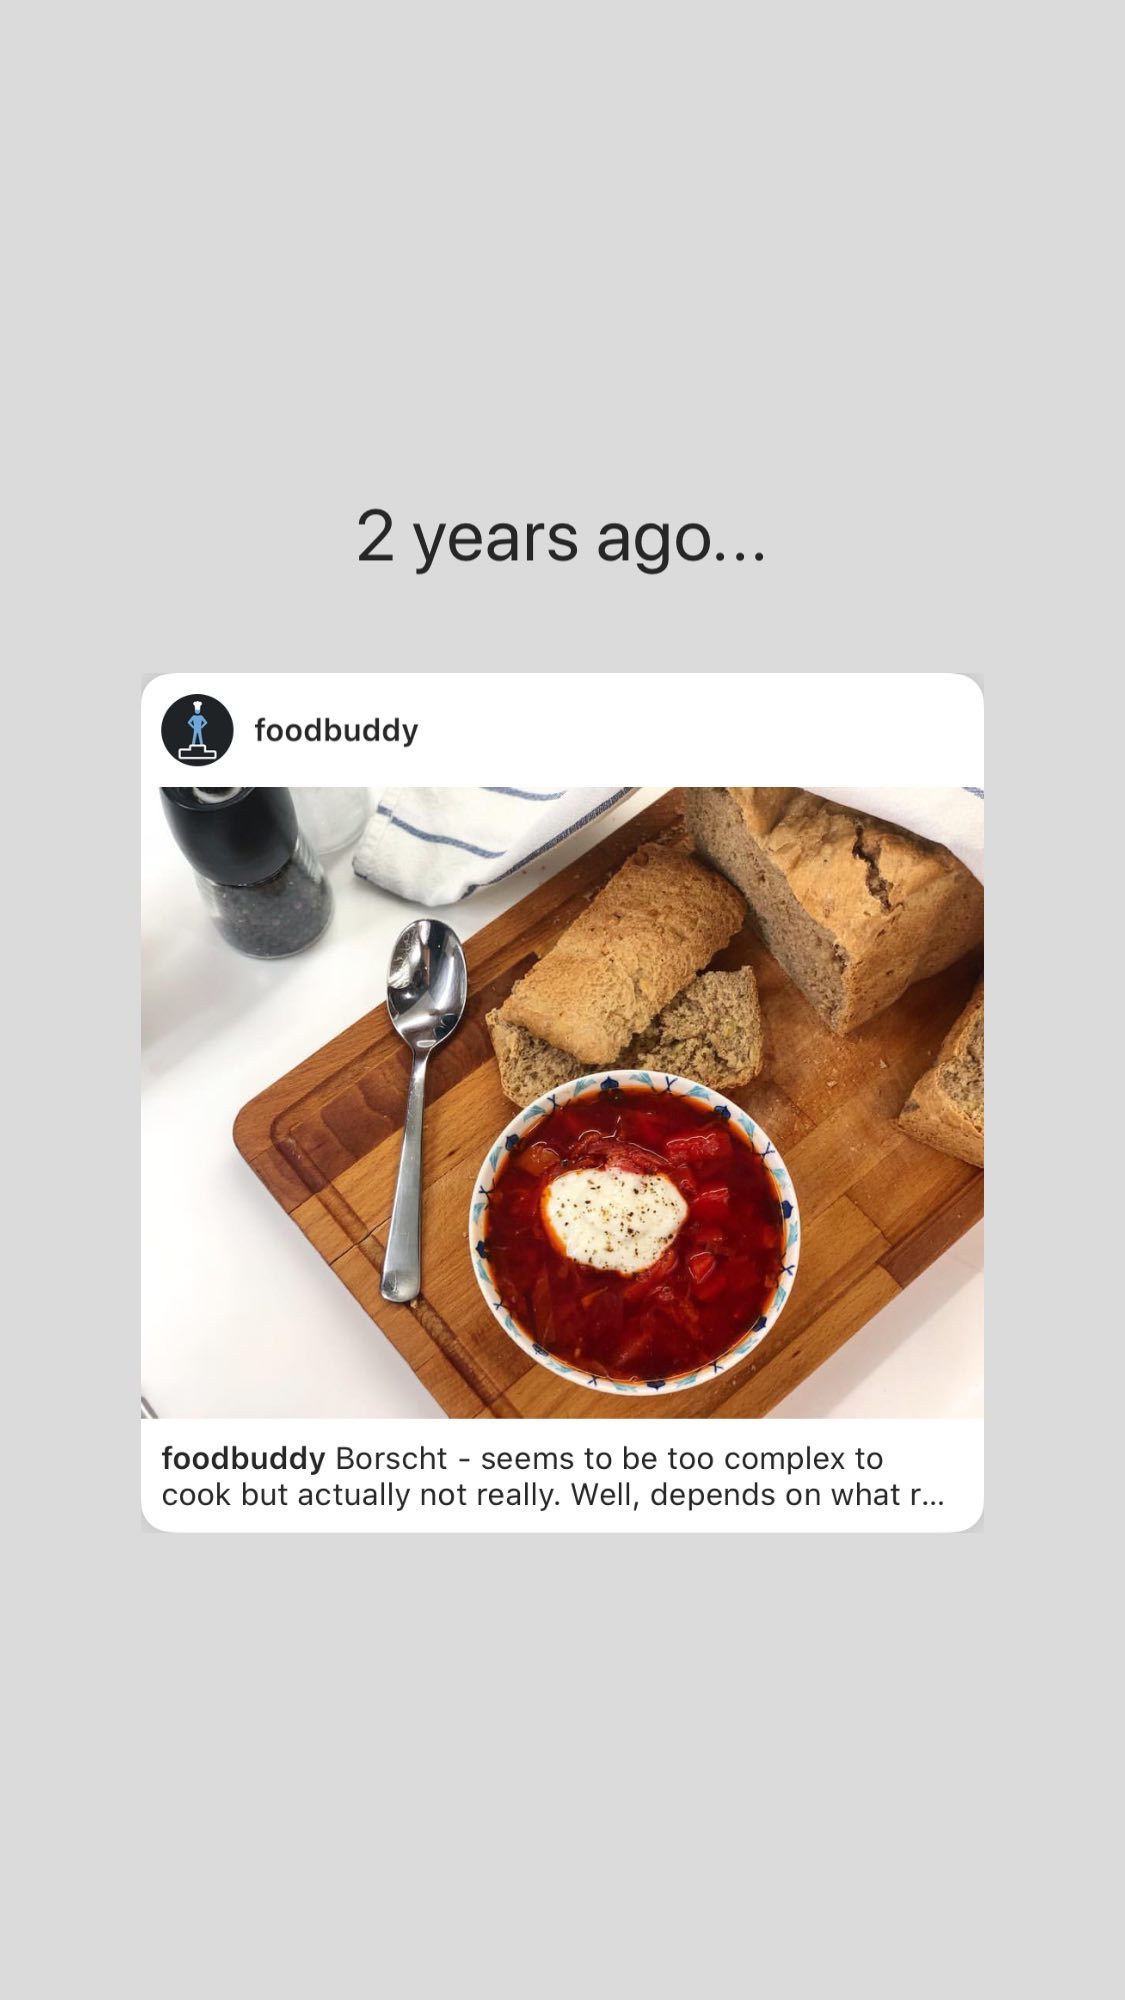 2 years ago...
foodbuddy
foodbuddy Borscht - seems to be too complex to
cook but actually not really. Well, depends on what r...